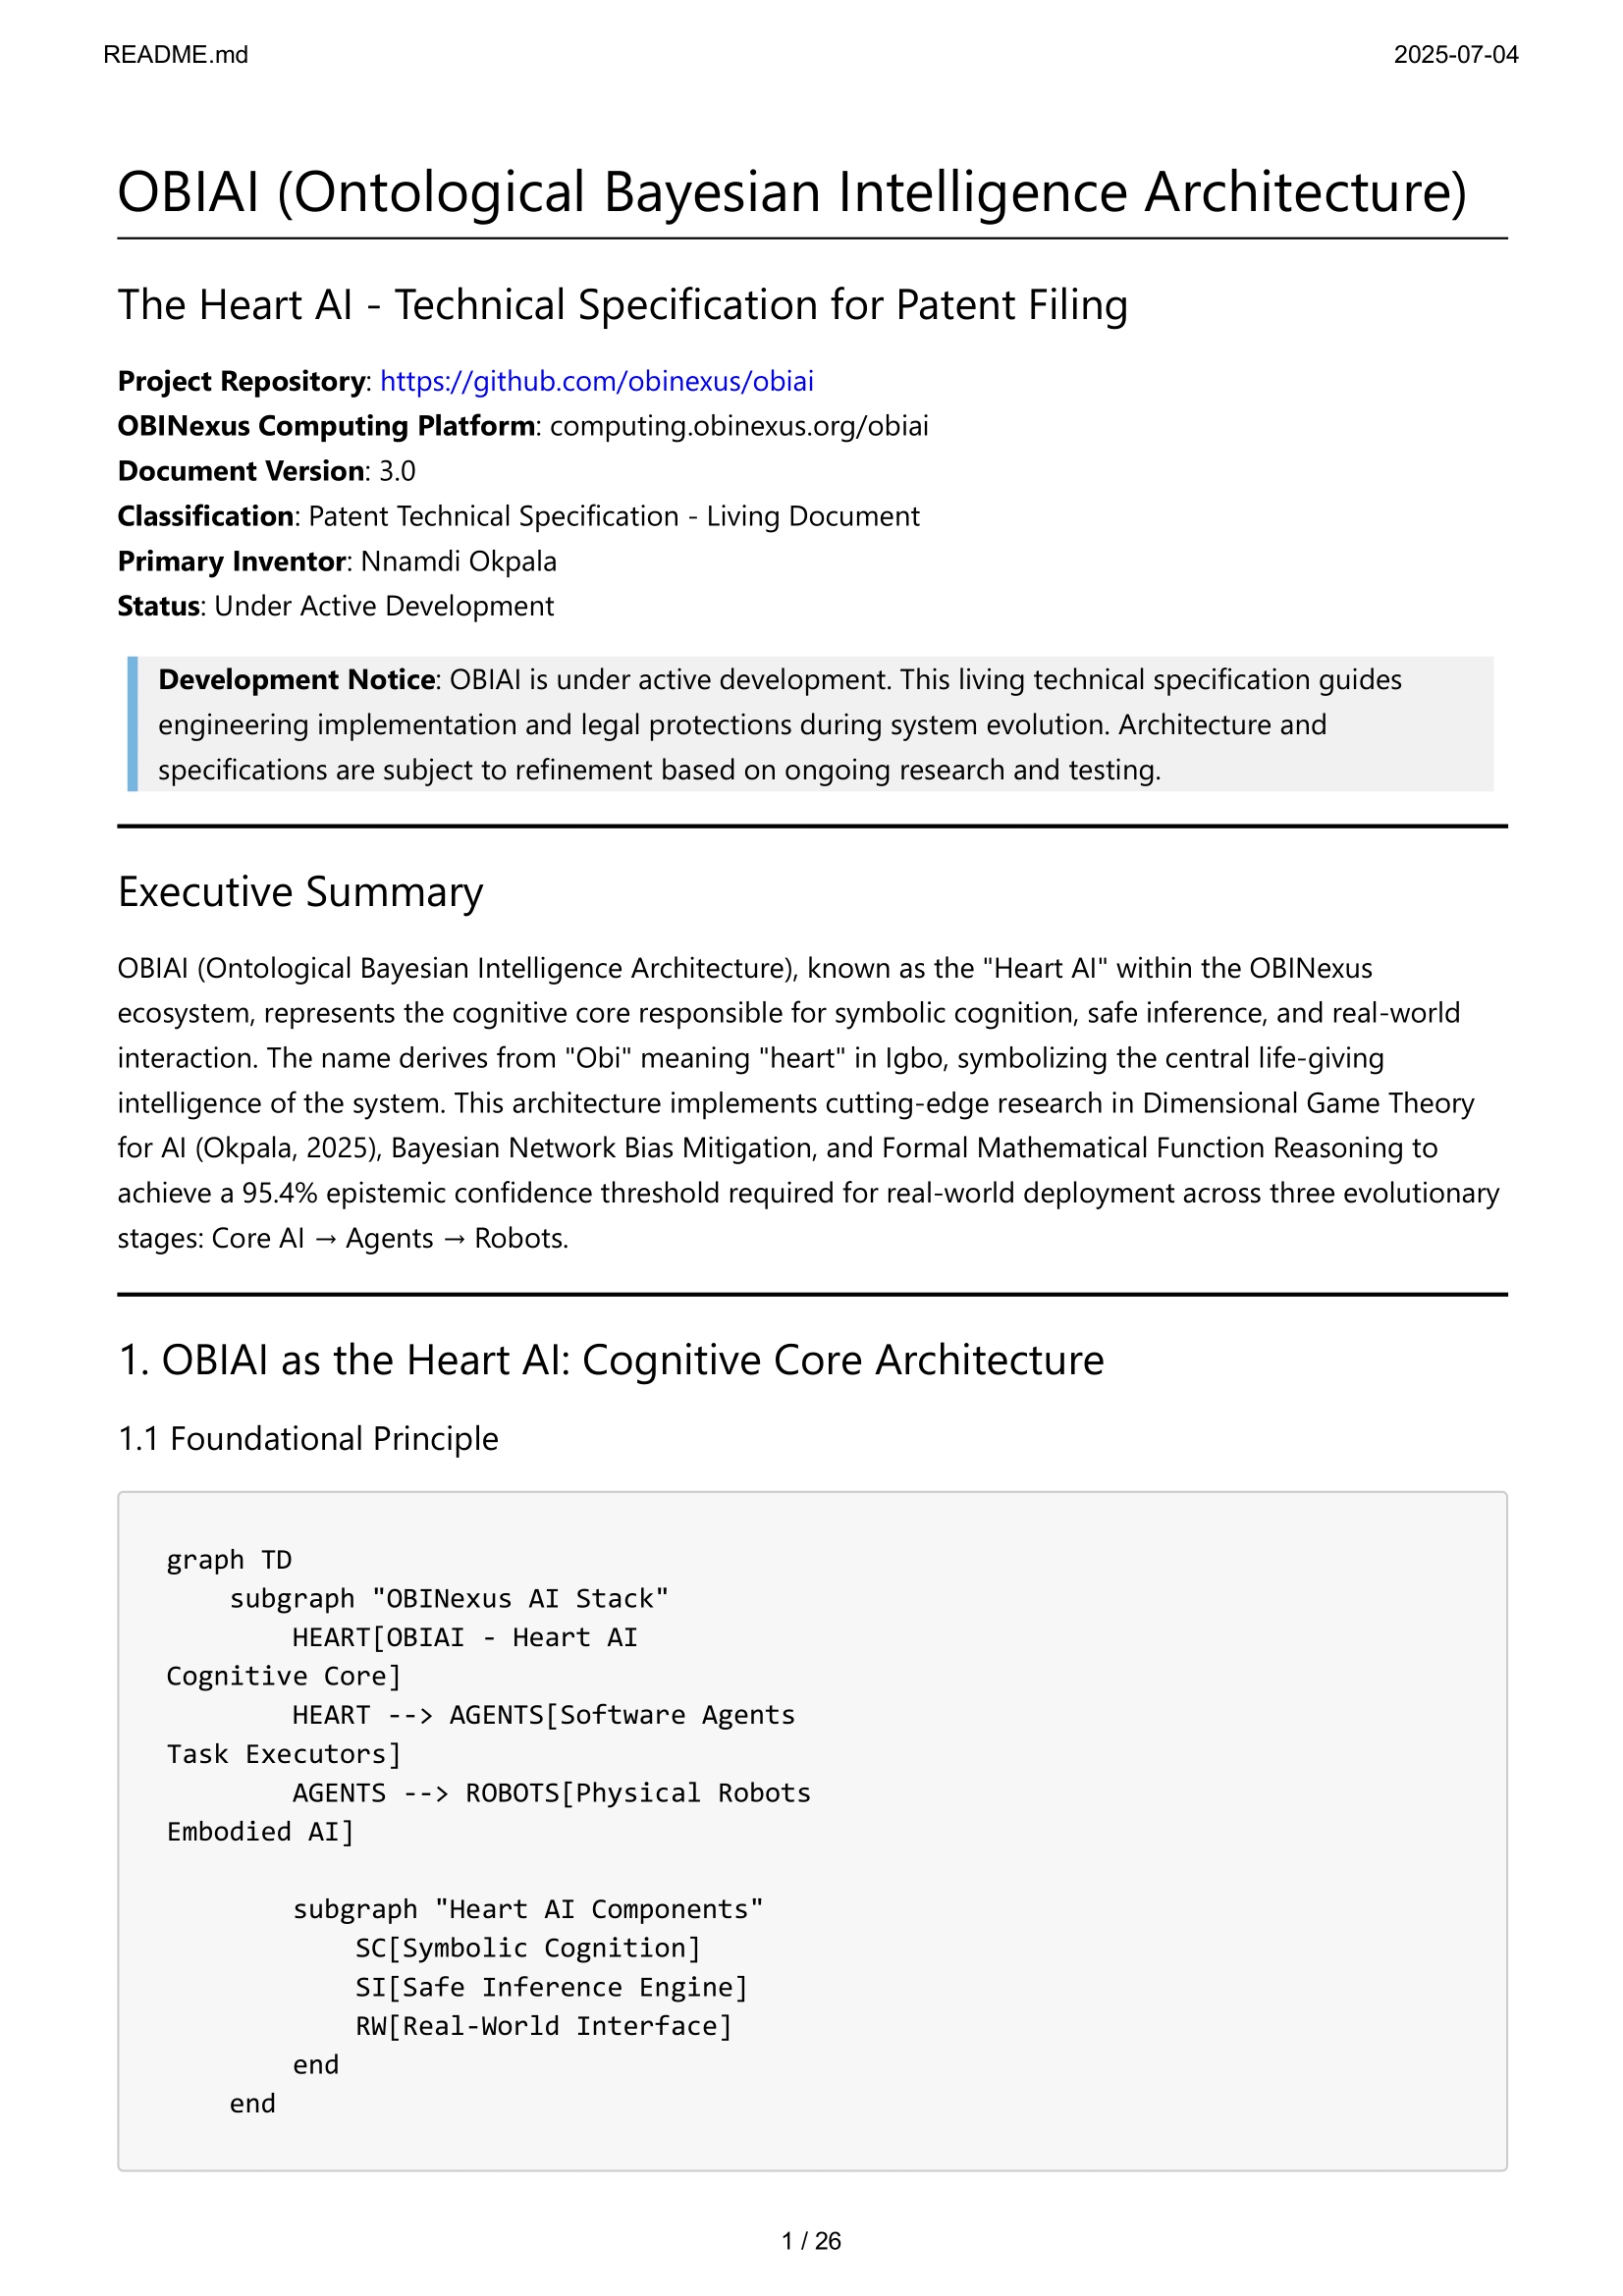 README.md
2025-07-04
OBIAI (Ontological Bayesian Intelligence Architecture)
The Heart AI - Technical Specification for Patent Filing
Project Repository: https://github.com/obinexus/obiai
OBINexus Computing Platform: computing.obinexus.org/obiai
Document Version: 3.0
Classification: Patent Technical Specification - Living Document
Primary Inventor: Nnamdi Okpala
Status: Under Active Development
Development Notice: OBIAI is under active development. This living technical specification guides
engineering implementation and legal protections during system evolution. Architecture and
specifications are subject to refinement based on ongoing research and testing.
Executive Summary
OBIAI (Ontological Bayesian Intelligence Architecture), known as the "Heart AI" within the OBINexus
ecosystem, represents the cognitive core responsible for symbolic cognition, safe inference, and real-world
interaction. The name derives from "Obi" meaning "heart" in Igbo, symbolizing the central life-giving
intelligence of the system. This architecture implements cutting-edge research in Dimensional Game Theory
for AI (Okpala, 2025), Bayesian Network Bias Mitigation, and Formal Mathematical Function Reasoning to
achieve a 95.4% epistemic confidence threshold required for real-world deployment across three evolutionary
stages: Core AI → Agents → Robots.
1. OBIAI as the Heart AI: Cognitive Core Architecture
1.1 Foundational Principle
graph TD
    subgraph "OBINexus AI Stack"
        HEART[OBIAI - Heart AI
Cognitive Core]
        HEART --> AGENTS[Software Agents
Task Executors]
        AGENTS --> ROBOTS[Physical Robots
Embodied AI]
        subgraph "Heart AI Components"
            SC[Symbolic Cognition]
            SI[Safe Inference Engine]
            RW[Real-World Interface]
        end
    end
1 / 26